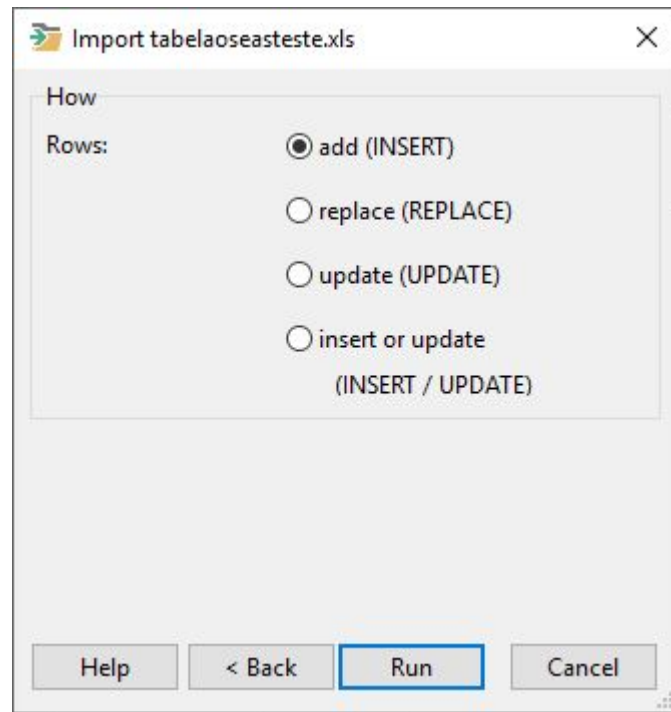 Import tabelaoseasteste.xls
How
Rows:
add (INSERT)
replace (REPLACE)
update (UPDATE)
insert or update
(INSERT / UPDATE)
Help
< Back
Run
Cancel